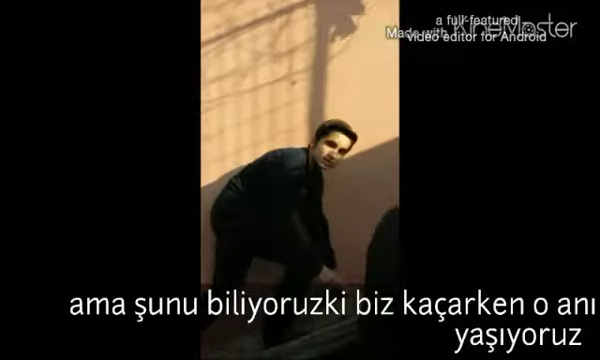 a full-featured
Made with KineMaster
video editor for Android
ama şunu biliyoruzki biz kaçarken o anı
yaşıyoruz